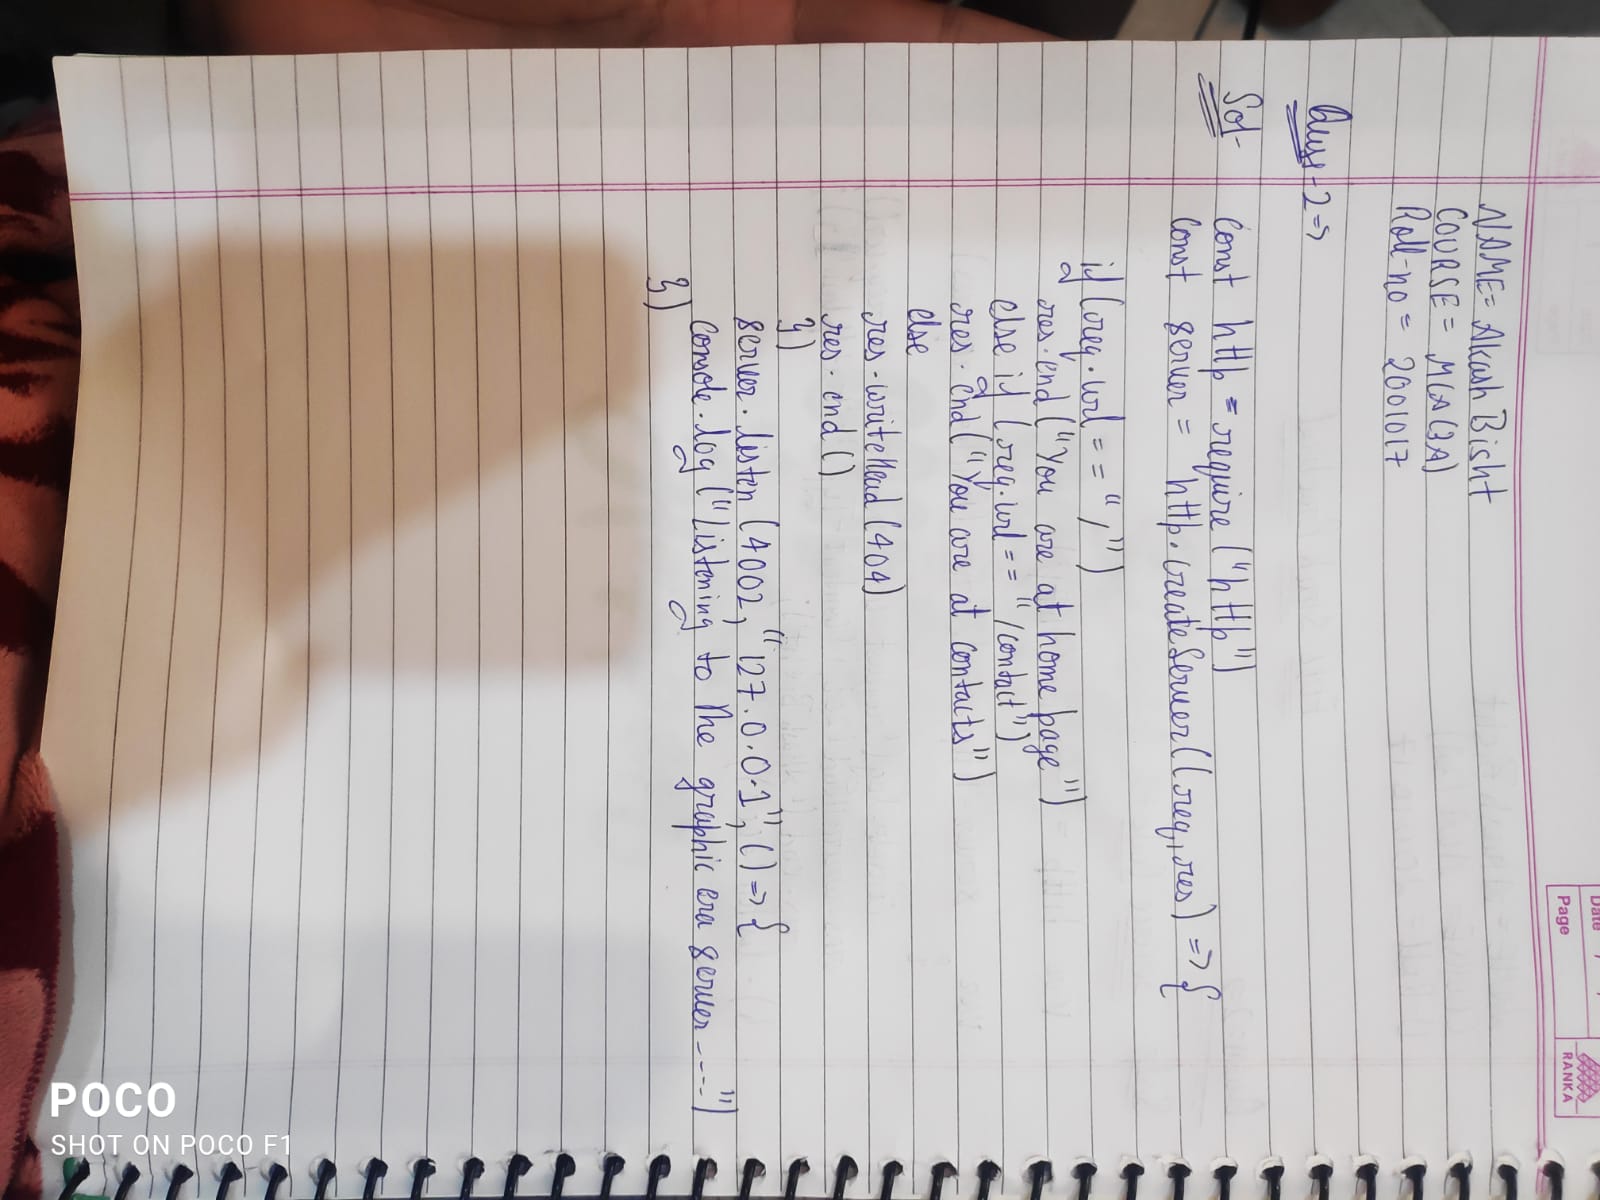 Date
Page
RANKA
NAME = Akash Bisht
COURSE = MCA (3A)
Roll-no = 2001017
Ques-2 =>
Sol-
const http = require ("http")
const server = http.createServer((req, res) => {
if (req.url == "/")
res.end ("You are at home page")
else if (req.url == "/contact")
res.end ("You are at contacts")
else
res.writeHead (404)
res.end ()
})
server.listen (4002, "127.0.0.1", () => {
console.log ("Listening to the graphic era server ----")
})
POCO
SHOT ON POCO F1